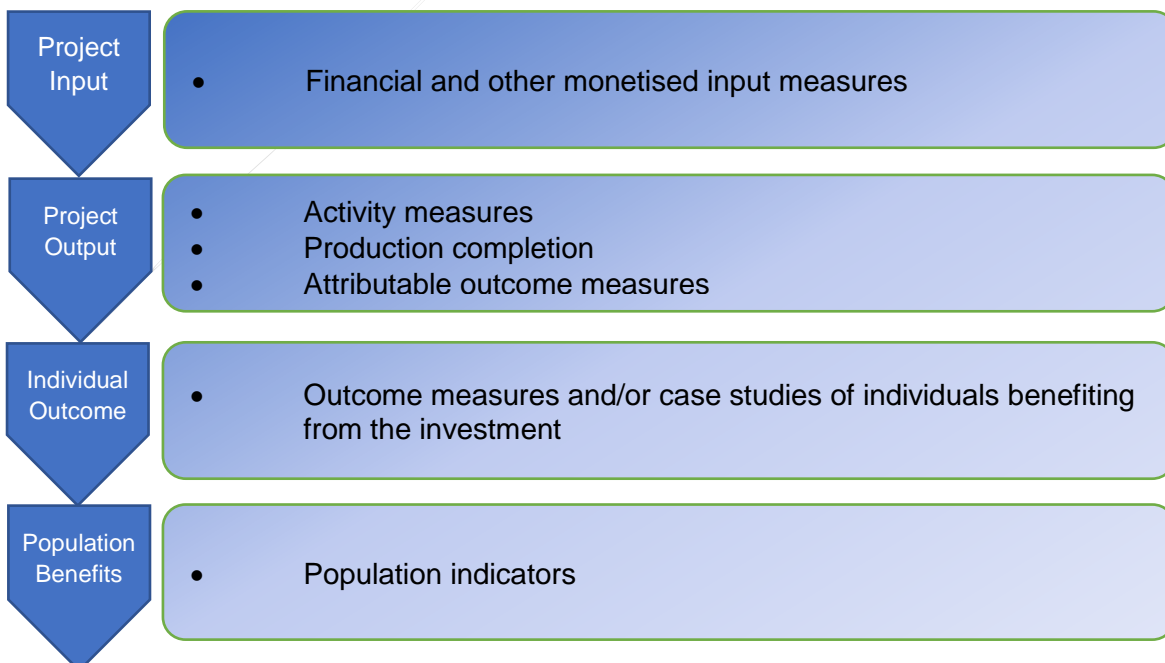 Project
Input
• Financial and other monetised input measures
Project
Output
• Activity measures
• Production completion
• Attributable outcome measures
Individual
Outcome
• Outcome measures and/or case studies of individuals benefiting
from the investment
Population
Benefits
• Population indicators